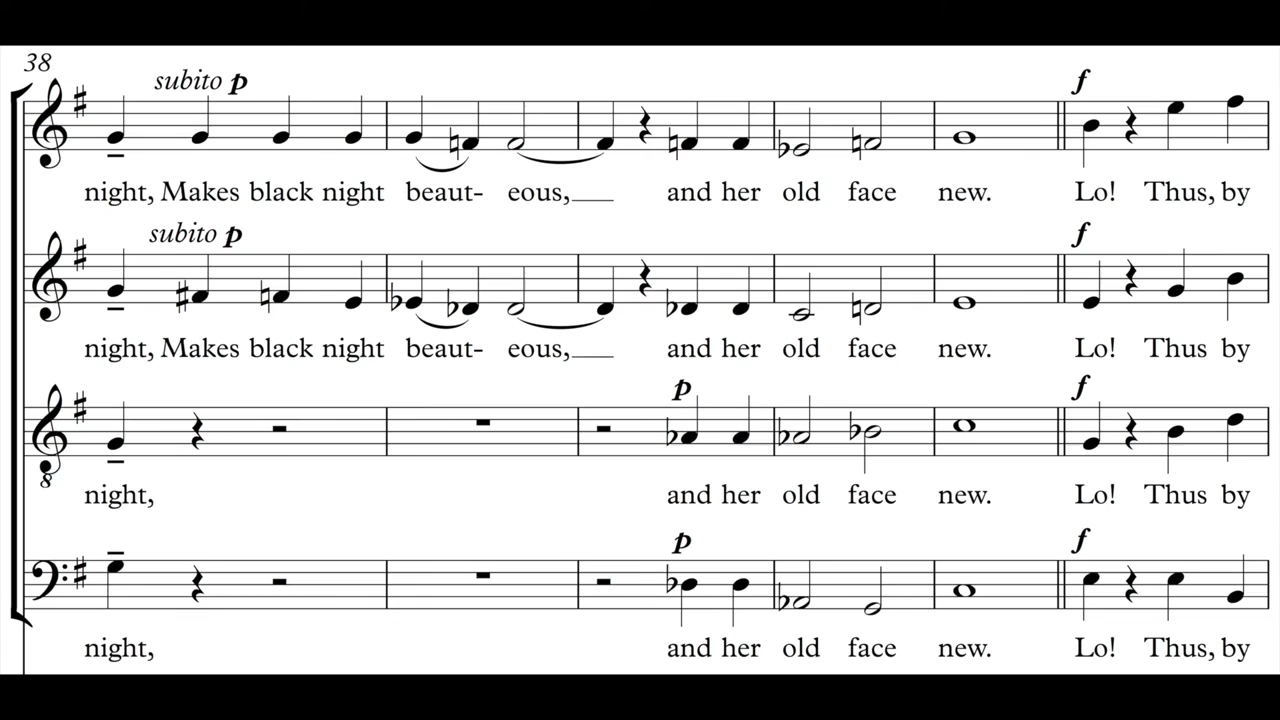 38
subito p
night, Makes black night beaut- eous, and her old face new. Lo! Thus, by
f
subito p
night, Makes black night beaut- eous, and her old face new. Lo! Thus by
f
p
night, and her old face new. Lo! Thus by
f
8
p
night, and her old face new. Lo! Thus, by
f